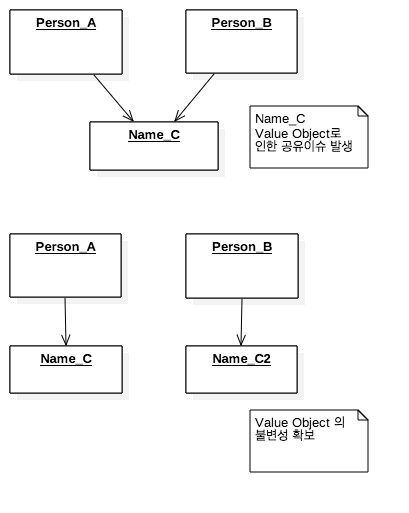 Person_A
Person_B
Name_C
Name_C
Value Object로
인한 공유이슈 발생
Person_A
Person_B
Name_C
Name_C2
Value Object 의
불변성 확보